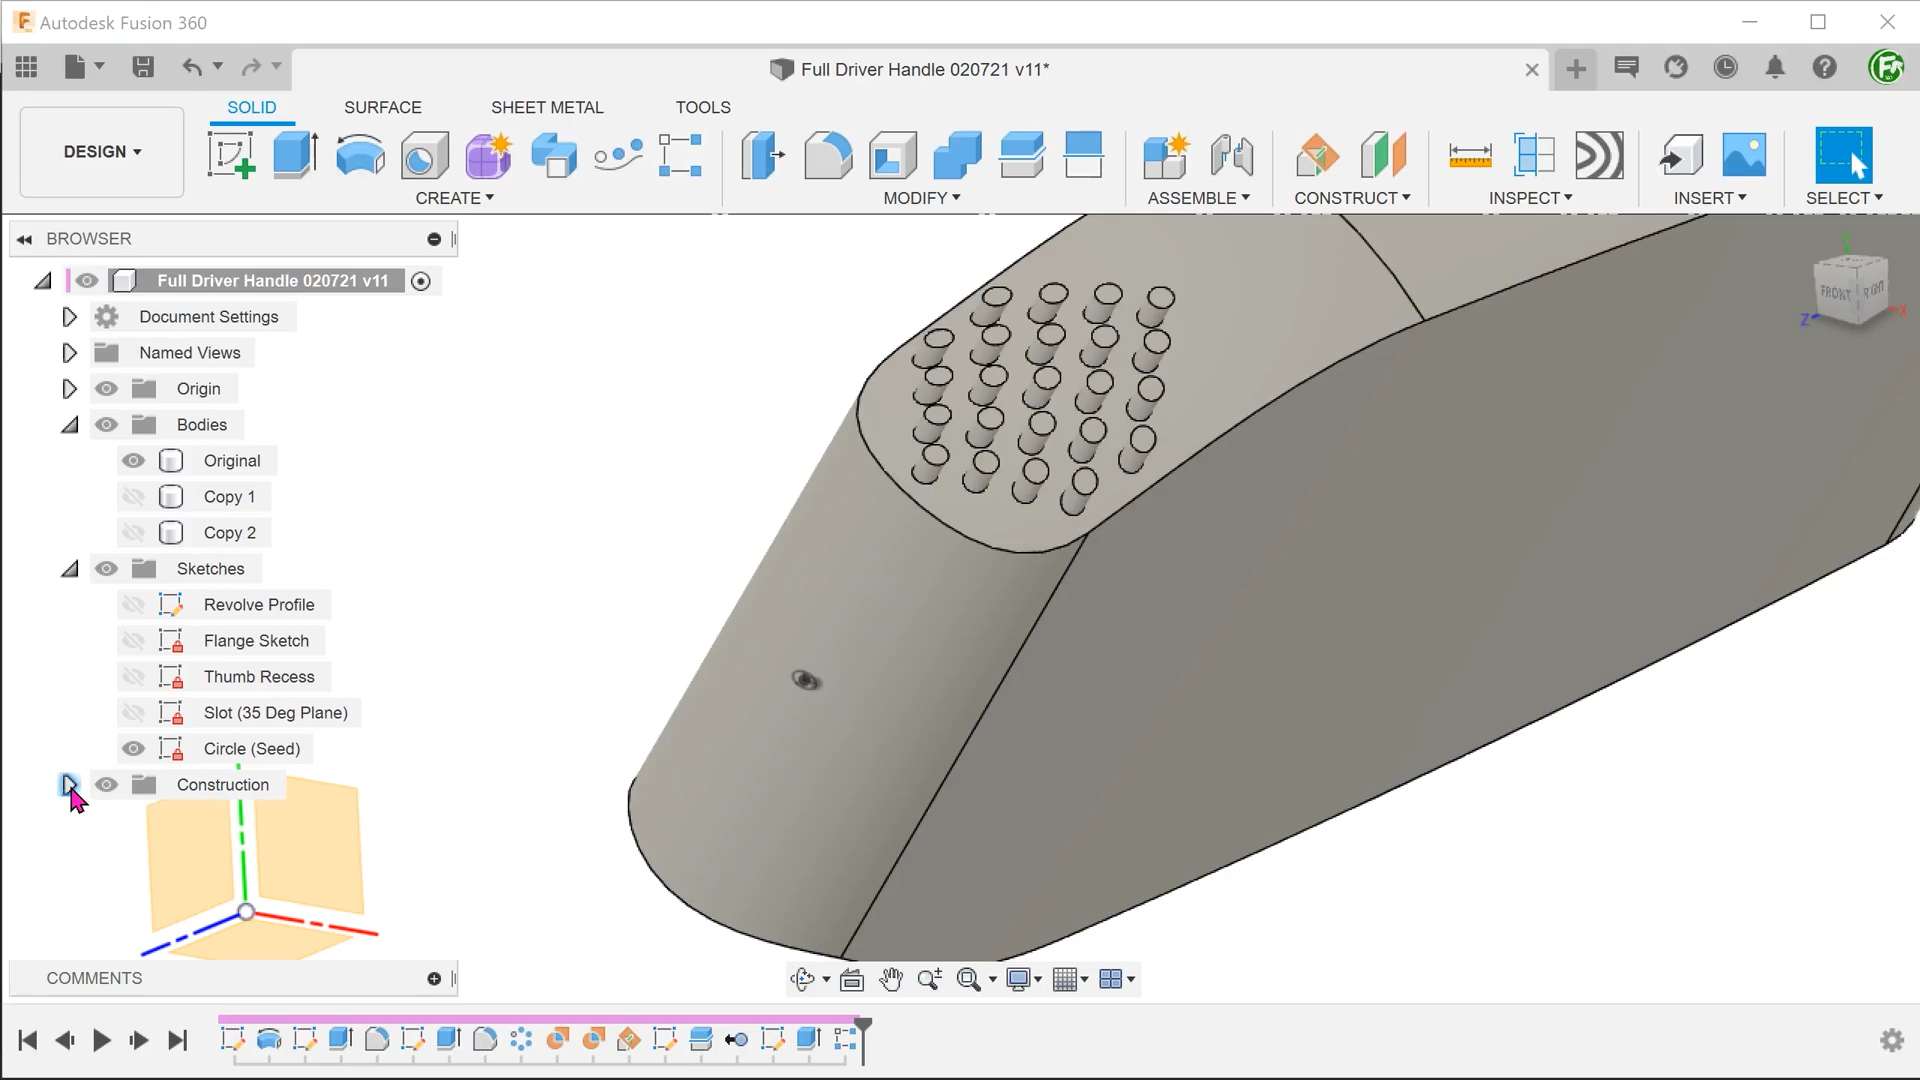 Autodesk Fusion 360
Full Driver Handle 020721 v11*
SOLID SURFACE SHEET METAL TOOLS
DESIGN
CREATE MODIFY ASSEMBLE CONSTRUCT INSPECT INSERT SELECT
BROWSER
Full Driver Handle 020721 v11
Document Settings
Named Views
Origin
Bodies
Original
Copy 1
Copy 2
Sketches
Revolve Profile
Flange Sketch
Thumb Recess
Slot (35 Deg Plane)
Circle (Seed)
Construction
FRONT RIGHT
Z X
COMMENTS